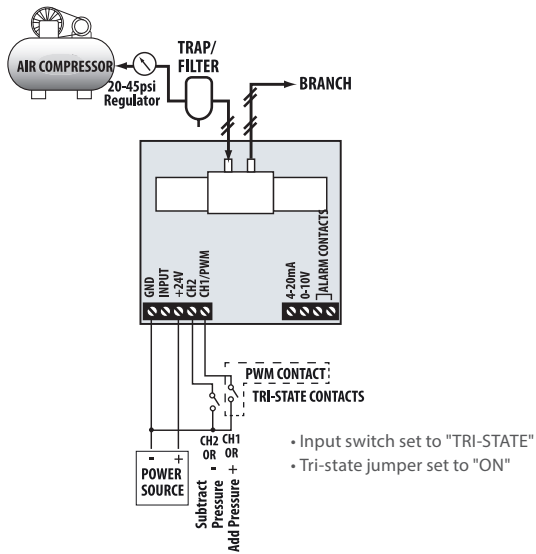 AIR COMPRESSOR
20-45psi
Regulator
TRAP/
FILTER
BRANCH
GND
INPUT
+24V
CH2
CH1/PWM
4-20mA
0-10V
ALARM CONTACTS
PWM CONTACT
TRI-STATE CONTACTS
CH2 CH1
OR OR
- +
- +
POWER
SOURCE
Subtract
Pressure
Add Pressure
• Input switch set to "TRI-STATE"
• Tri-state jumper set to "ON"